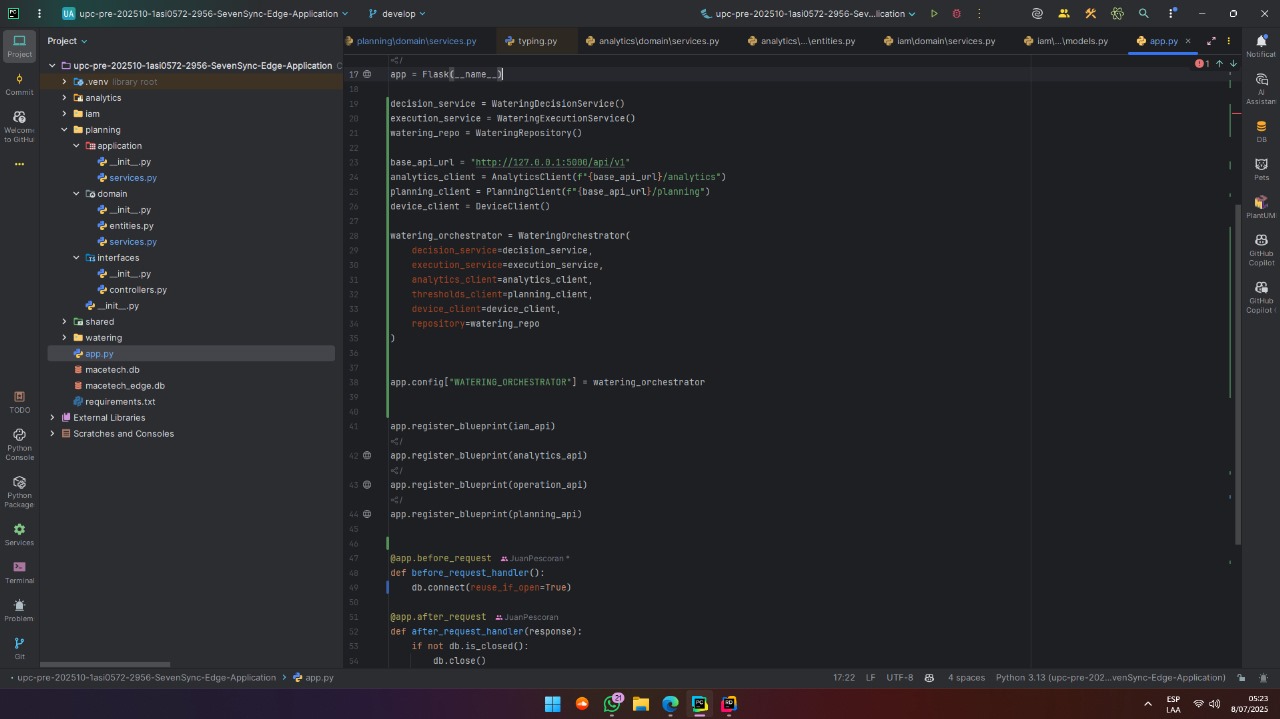 PC
UA
upc-pre-202510-1asi0572-2956-SevenSync-Edge-Application
develop
upc-pre-202510-1asi0572-2956-Sev...lication
Project
planning\domain\services.py
typing.py
analytics\domain\services.py
analytics\...\entities.py
iam\domain\services.py
iam\...\models.py
app.py
Project
Commit
Welcome
to GitHu
TODO
Python
Console
Python
Package
Services
Terminal
Problem
Git
upc-pre-202510-1asi0572-2956-SevenSync-Edge-Application
.venv library root
analytics
iam
planning
application
__init__.py
services.py
domain
__init__.py
entities.py
services.py
interfaces
__init__.py
controllers.py
__init__.py
shared
watering
app.py
macetech.db
macetech_edge.db
requirements.txt
External Libraries
Scratches and Consoles
1
17 app = Flask(__name__)
18
19 decision_service = WateringDecisionService()
20 execution_service = WateringExecutionService()
21 watering_repo = WateringRepository()
22
23 base_api_url = "http://127.0.0.1:5000/api/v1"
24 analytics_client = AnalyticsClient(f"{base_api_url}/analytics")
25 planning_client = PlanningClient(f"{base_api_url}/planning")
26 device_client = DeviceClient()
27
28 watering_orchestrator = WateringOrchestrator(
29 decision_service=decision_service,
30 execution_service=execution_service,
31 analytics_client=analytics_client,
32 thresholds_client=planning_client,
33 device_client=device_client,
34 repository=watering_repo
35 )
36
37
38 app.config["WATERING_ORCHESTRATOR"] = watering_orchestrator
39
40
41 app.register_blueprint(iam_api)
42 app.register_blueprint(analytics_api)
43 app.register_blueprint(operation_api)
44 app.register_blueprint(planning_api)
45
46
47 @app.before_request JuanPescoran *
48 def before_request_handler():
49 db.connect(reuse_if_open=True)
50
51 @app.after_request JuanPescoran
52 def after_request_handler(response):
53 if not db.is_closed():
54 db.close()
Notificat
AI
Assistan
DB
Pets
PlantUMl
GitHub
Copilot
GitHub
Copilot
upc-pre-202510-1asi0572-2956-SevenSync-Edge-Application
app.py
17:22
LF
UTF-8
4 spaces
Python 3.13 (upc-pre-202...venSync-Edge-Application)
21
PC
RD
ESP
LAA
05:23
8/07/2025